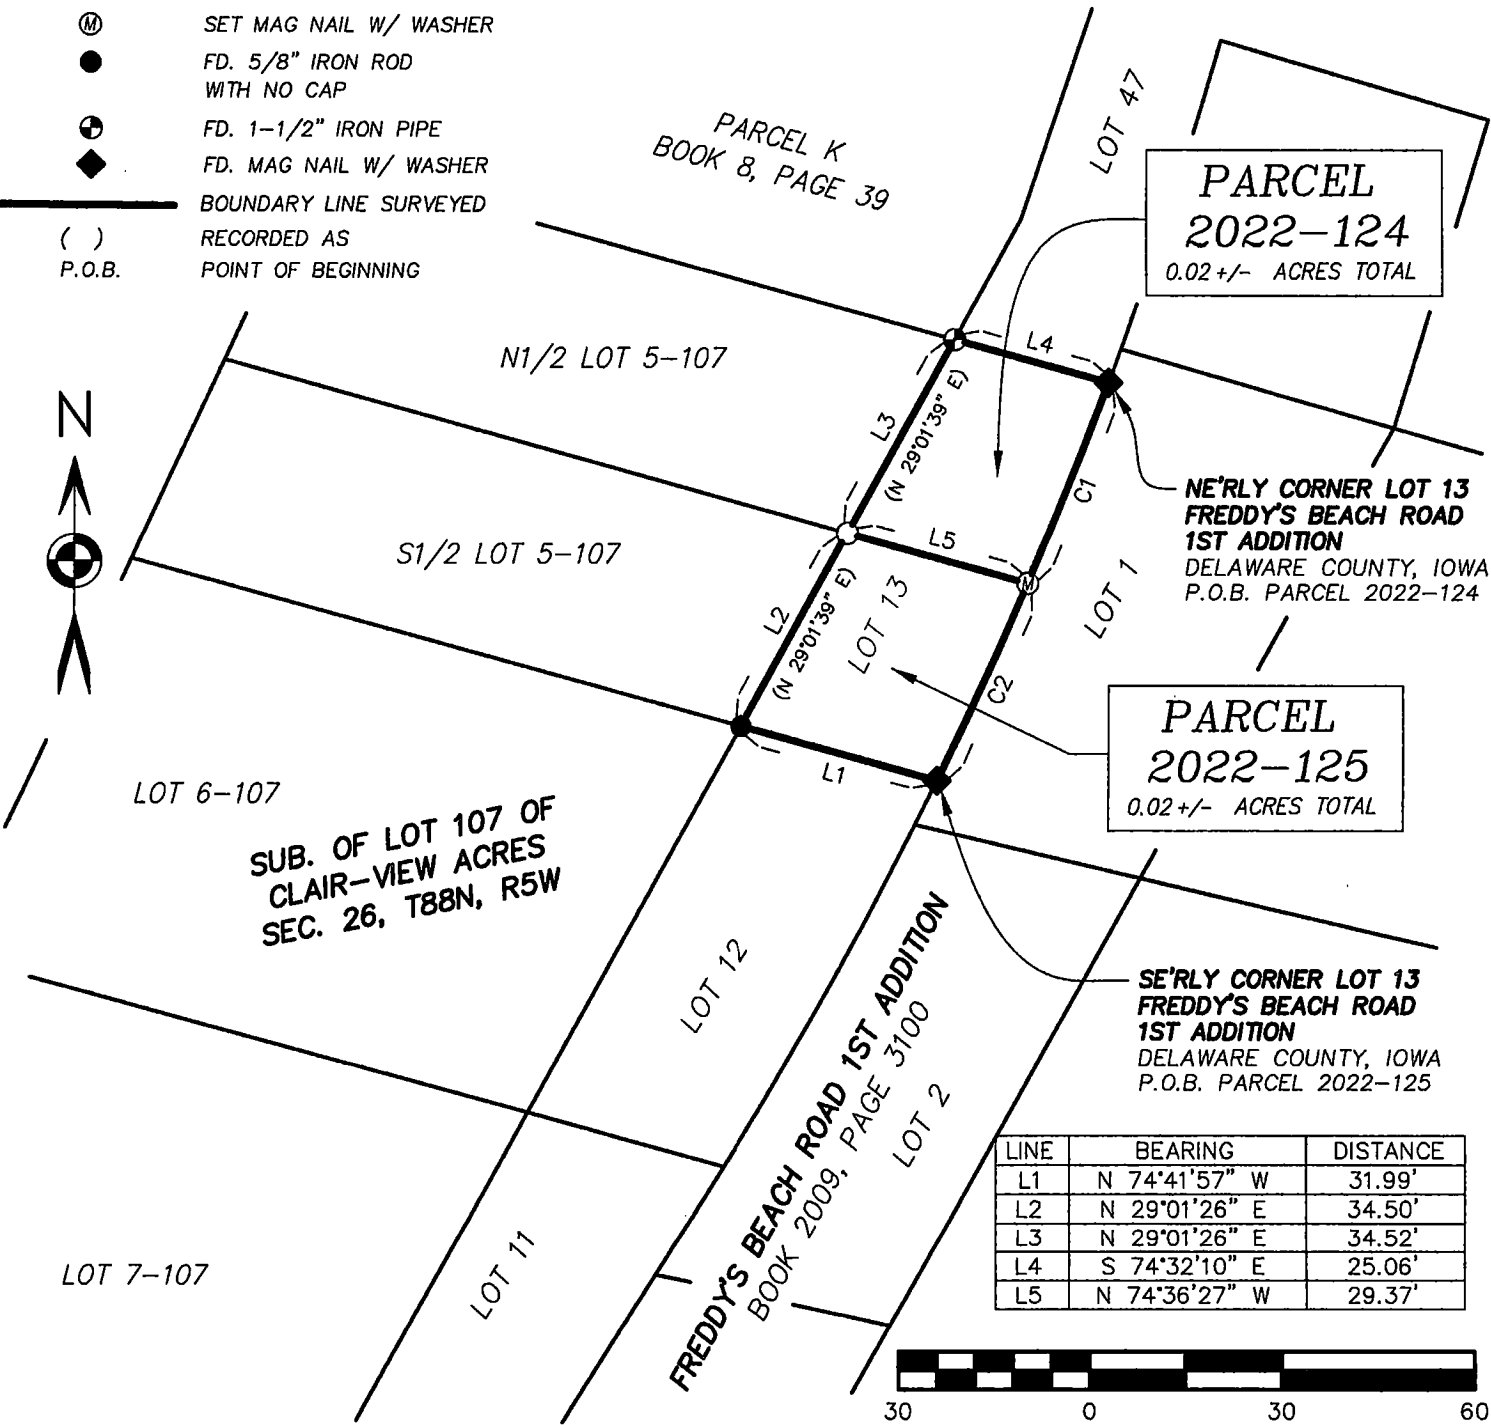 Ⓜ SET MAG NAIL W/ WASHER
FD. 5/8" IRON ROD
WITH NO CAP
FD. 1-1/2" IRON PIPE
FD. MAG NAIL W/ WASHER
BOUNDARY LINE SURVEYED
( ) RECORDED AS
P.O.B. POINT OF BEGINNING
PARCEL K
BOOK 8, PAGE 39
LOT 47
PARCEL
2022-124
0.02 +/- ACRES TOTAL
N1/2 LOT 5-107
L4
L3
(N 29°01'39" E)
C1
N
NE'RLY CORNER LOT 13
FREDDY'S BEACH ROAD
1ST ADDITION
DELAWARE COUNTY, IOWA
P.O.B. PARCEL 2022-124
S1/2 LOT 5-107
L5
M
L2
(N 29°01'39" E)
LOT 13
LOT 1
C2
PARCEL
2022-125
0.02 +/- ACRES TOTAL
L1
LOT 6-107
SUB. OF LOT 107 OF
CLAIR-VIEW ACRES
SEC. 26, T88N, R5W
LOT 12
SE'RLY CORNER LOT 13
FREDDY'S BEACH ROAD
1ST ADDITION
DELAWARE COUNTY, IOWA
P.O.B. PARCEL 2022-125
FREDDY'S BEACH ROAD 1ST ADDITION
BOOK 2009, PAGE 3100
LOT 2
LOT 11
LOT 7-107
LINE BEARING DISTANCE
L1 N 74°41'57" W 31.99'
L2 N 29°01'26" E 34.50'
L3 N 29°01'26" E 34.52'
L4 S 74°32'10" E 25.06'
L5 N 74°36'27" W 29.37'
30 0 30 60